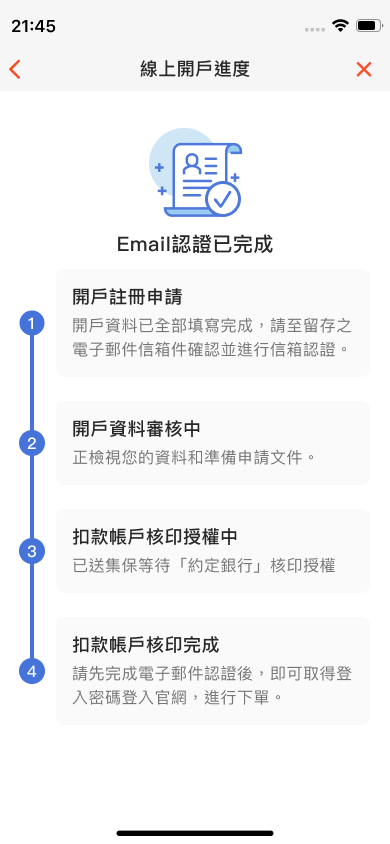 21:45
線上開戶進度
Email認證已完成
1
開戶註冊申請
開戶資料已全部填寫完成，請至留存之
電子郵件信箱件確認並進行信箱認證。
2
開戶資料審核中
正檢視您的資料和準備申請文件。
3
扣款帳戶核印授權中
已送集保等待「約定銀行」核印授權
4
扣款帳戶核印完成
請先完成電子郵件認證後，即可取得登
入密碼登入官網，進行下單。